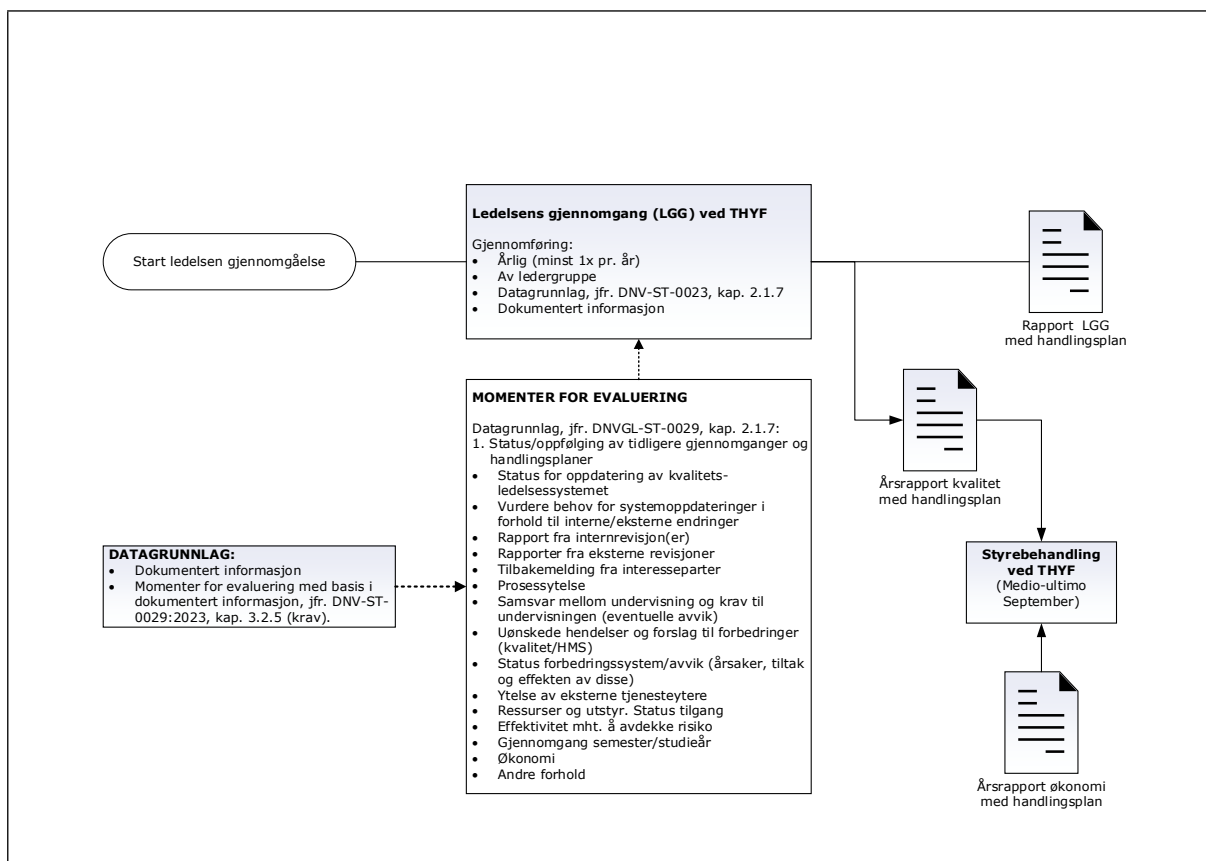 Start ledelsen gjennomgåelse
Ledelsens gjennomgang (LGG) ved THYF
Gjennomføring:
• Årlig (minst 1x pr. år)
• Av ledergruppe
• Datagrunnlag, jfr. DNV-ST-0023, kap. 2.1.7
• Dokumentert informasjon
Rapport LGG
med handlingsplan
MOMENTER FOR EVALUERING
Datagrunnlag, jfr. DNVGL-ST-0029, kap. 2.1.7:
1. Status/oppfølging av tidligere gjennomganger og
handlingsplaner
• Status for oppdatering av kvalitets-
ledelsessystemet
• Vurdere behov for systemoppdateringer i
forhold til interne/eksterne endringer
• Rapport fra internrevisjon(er)
• Rapporter fra eksterne revisjoner
• Tilbakemelding fra interesseparter
• Prosessytelse
• Samsvar mellom undervisning og krav til
undervisningen (eventuelle avvik)
• Uønskede hendelser og forslag til forbedringer
(kvalitet/HMS)
• Status forbedringssystem/avvik (årsaker, tiltak
og effekten av disse)
• Ytelse av eksterne tjenesteytere
• Ressurser og utstyr. Status tilgang
• Effektivitet mht. å avdekke risiko
• Gjennomgang semester/studieår
• Økonomi
• Andre forhold
DATAGRUNNLAG:
• Dokumentert informasjon
• Momenter for evaluering med basis i
dokumentert informasjon, jfr. DNV-ST-
0029:2023, kap. 3.2.5 (krav).
Årsrapport kvalitet
med handlingsplan
Styrebehandling
ved THYF
(Medio-ultimo
September)
Årsrapport økonomi
med handlingsplan